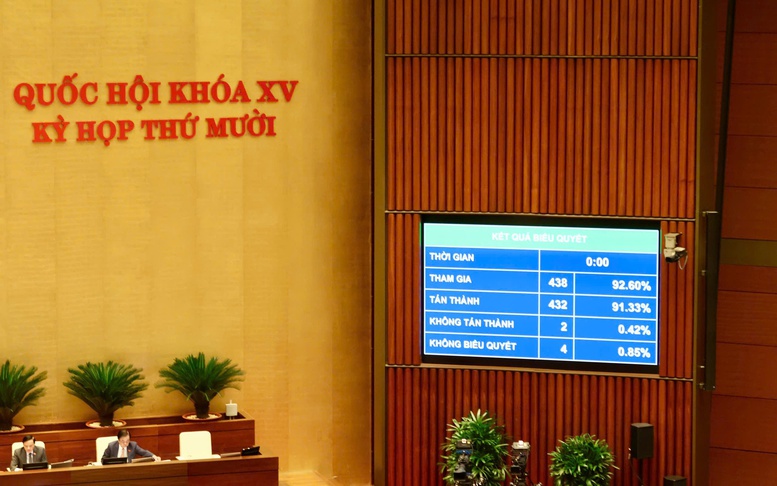 QUỐC HỘI KHÓA XV
KỲ HỌP THỨ MƯỜI
KẾT QUẢ BIỂU QUYẾT
THỜI GIAN 0:00
THAM GIA 438 92.60%
TÁN THÀNH 432 91.33%
KHÔNG TÁN THÀNH 2 0.42%
KHÔNG BIỂU QUYẾT 4 0.85%